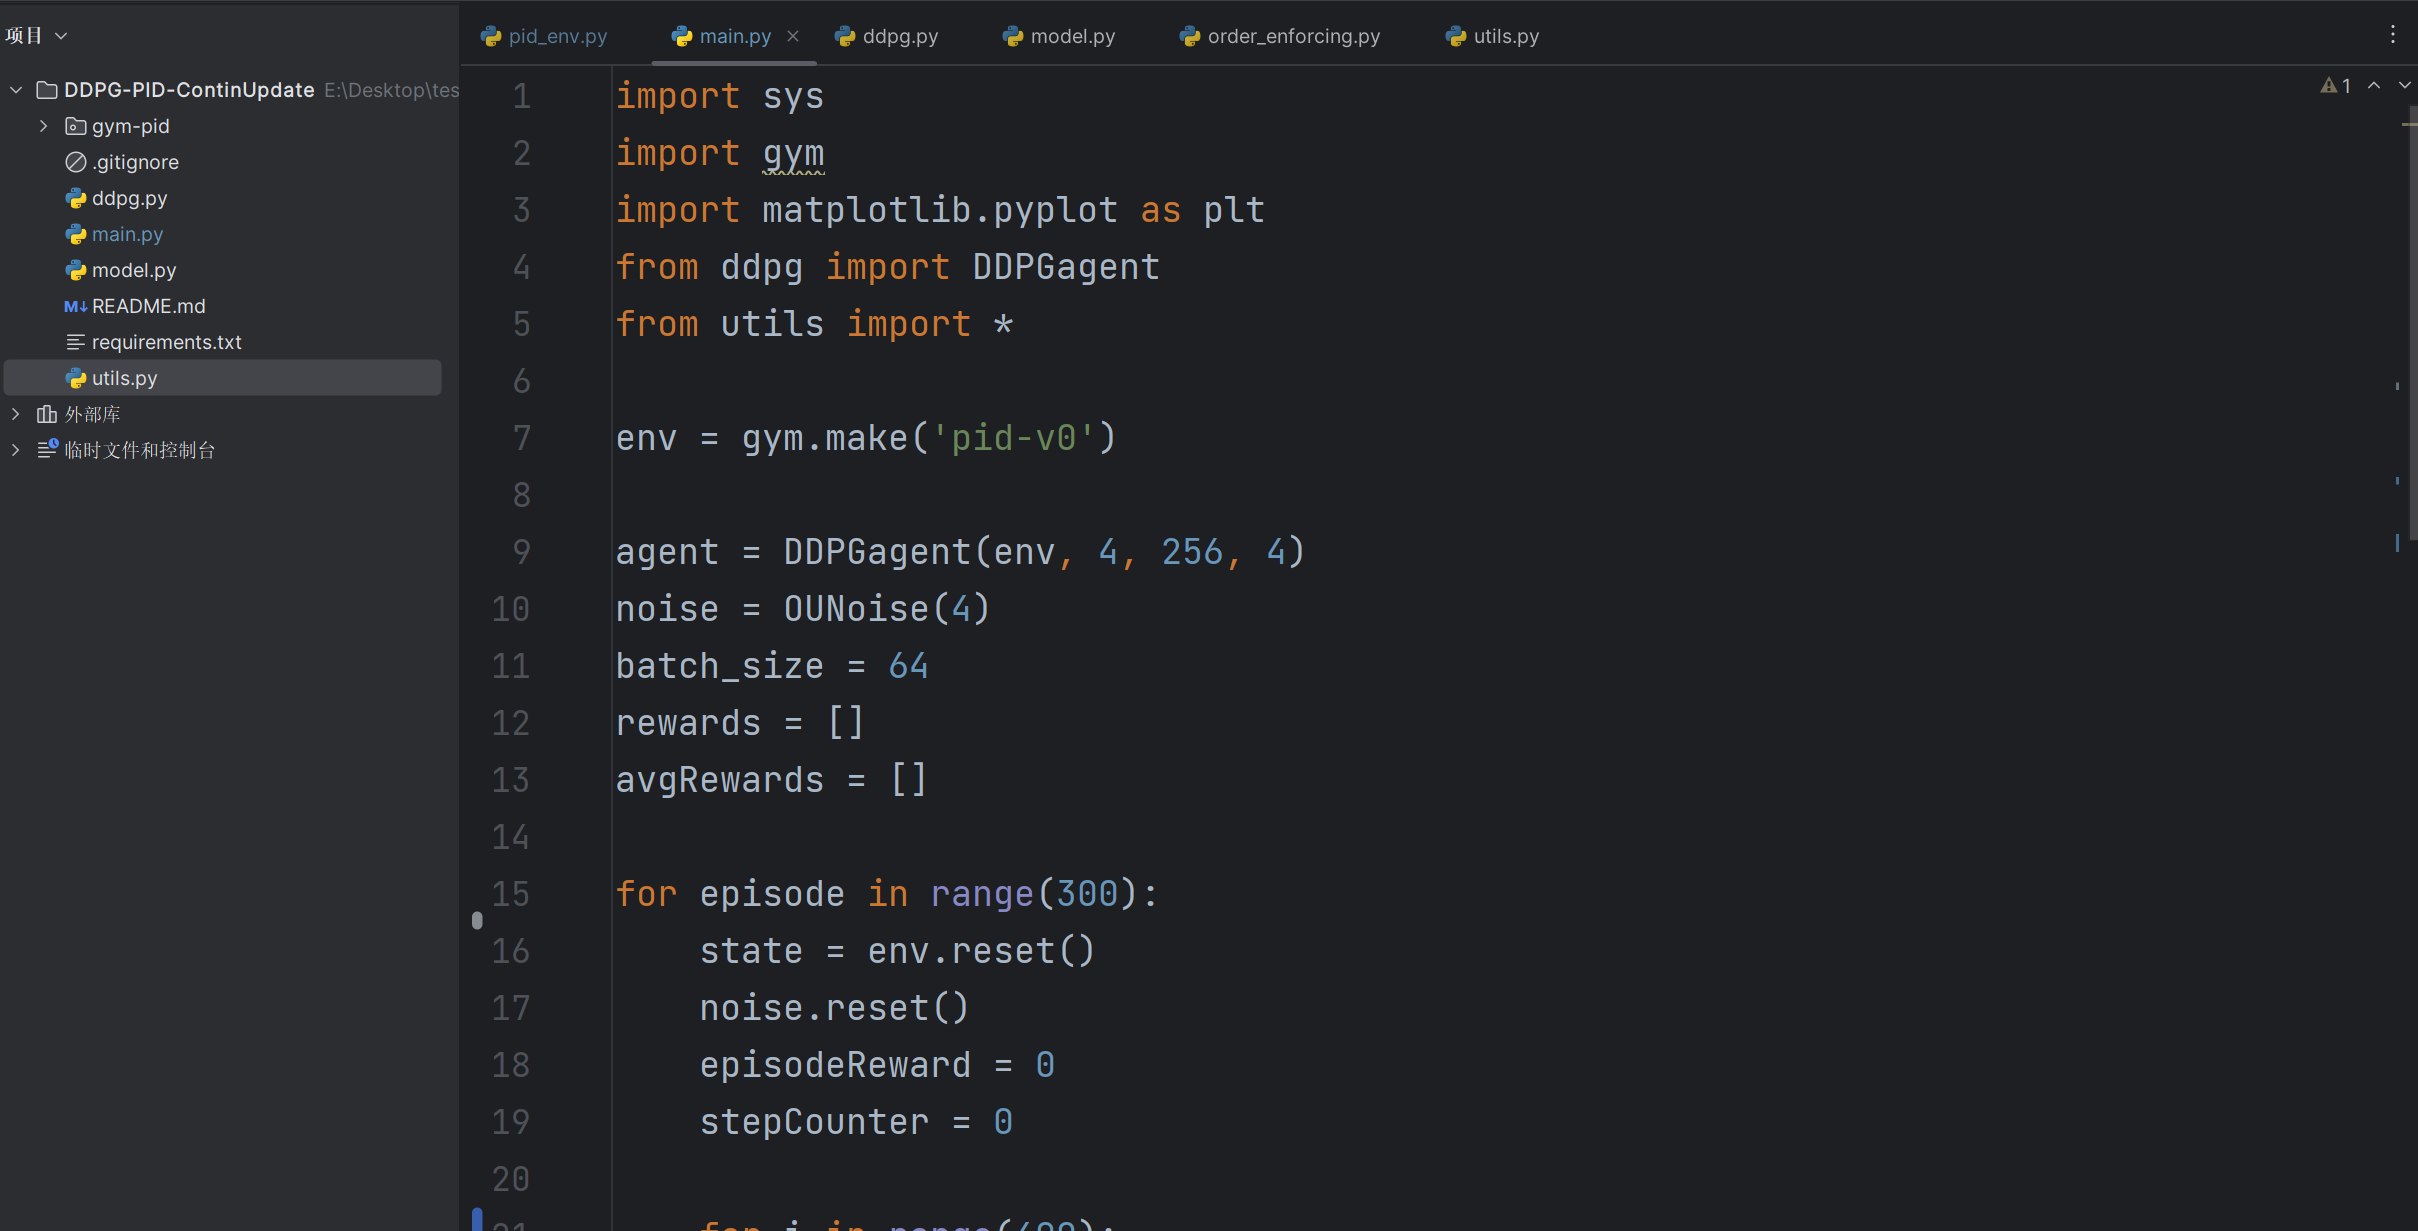 项目
DDPG-PID-ContinUpdate E:\Desktop\tes
gym-pid
.gitignore
ddpg.py
main.py
model.py
README.md
requirements.txt
utils.py
外部库
临时文件和控制台
pid_env.py main.py ddpg.py model.py order_enforcing.py utils.py
1
1 import sys
2 import gym
3 import matplotlib.pyplot as plt
4 from ddpg import DDPGagent
5 from utils import *
6
7 env = gym.make('pid-v0')
8
9 agent = DDPGagent(env, 4, 256, 4)
10 noise = OUNoise(4)
11 batch_size = 64
12 rewards = []
13 avgRewards = []
14
15 for episode in range(300):
16 state = env.reset()
17 noise.reset()
18 episodeReward = 0
19 stepCounter = 0
20
21 for i in range(400):